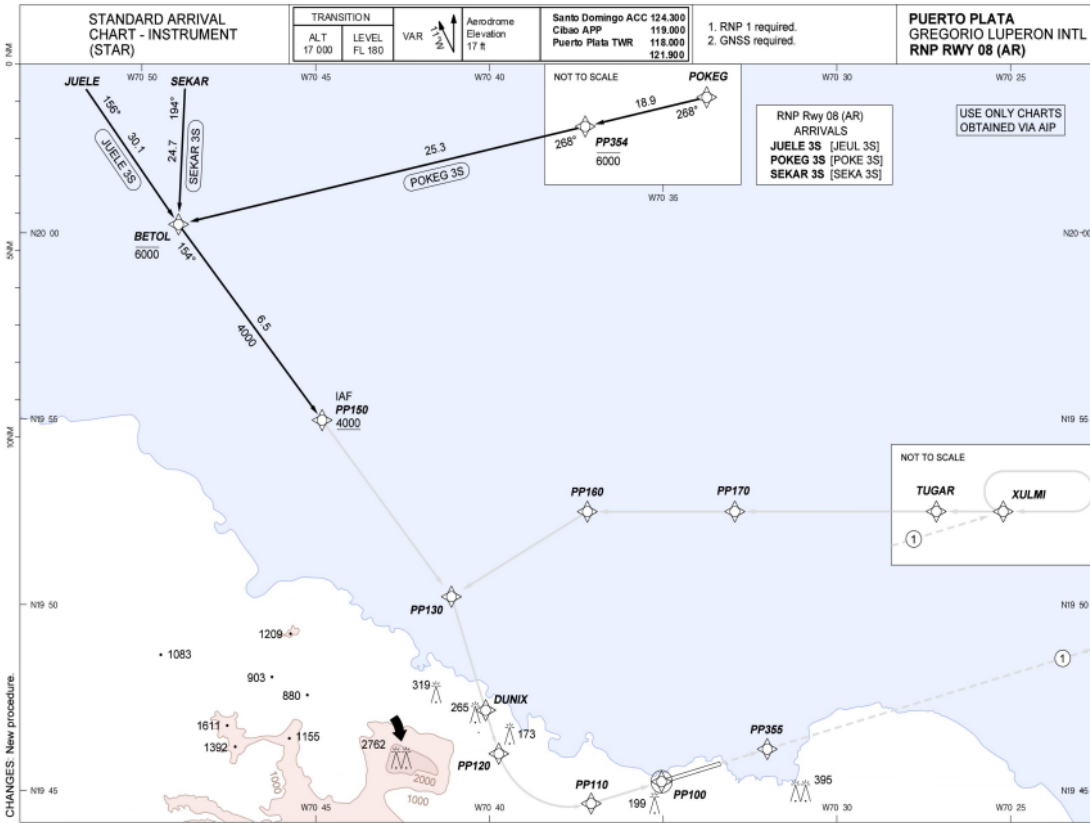 STANDARD ARRIVAL
CHART - INSTRUMENT
(STAR)
TRANSITION
ALT
17 000
LEVEL
FL 180
VAR
11°W
Aerodrome
Elevation
17 ft
Santo Domingo ACC 124.300
Cibao APP 119.000
Puerto Plata TWR 118.000
121.900
1. RNP 1 required.
2. GNSS required.
PUERTO PLATA
GREGORIO LUPERON INTL
RNP RWY 08 (AR)
0 NM
W70 50
W70 45
W70 40
W70 30
W70 25
JUELE
SEKAR
156°
30.1
JUELE 3S
194°
24.7
SEKAR 3S
NOT TO SCALE
POKEG
18.9
268°
268°
PP354
6000
25.3
POKEG 3S
W70 35
RNP Rwy 08 (AR)
ARRIVALS
JUELE 3S [JEUL 3S]
POKEG 3S [POKE 3S]
SEKAR 3S [SEKA 3S]
USE ONLY CHARTS
OBTAINED VIA AIP
N20 00
BETOL
6000
154°
N20 00
5NM
6.5
4000
IAF
PP150
4000
N19 55
N19 55
10NM
NOT TO SCALE
PP160
PP170
TUGAR
XULMI
1
PP130
N19 50
N19 50
1209
1083
903
880
319
265
DUNIX
173
1
1611
1392
1155
2762
2000
1000
1000
PP120
PP355
PP110
PP100
199
395
N19 45
N19 45
W70 45
W70 40
W70 30
W70 25
CHANGES: New procedure.